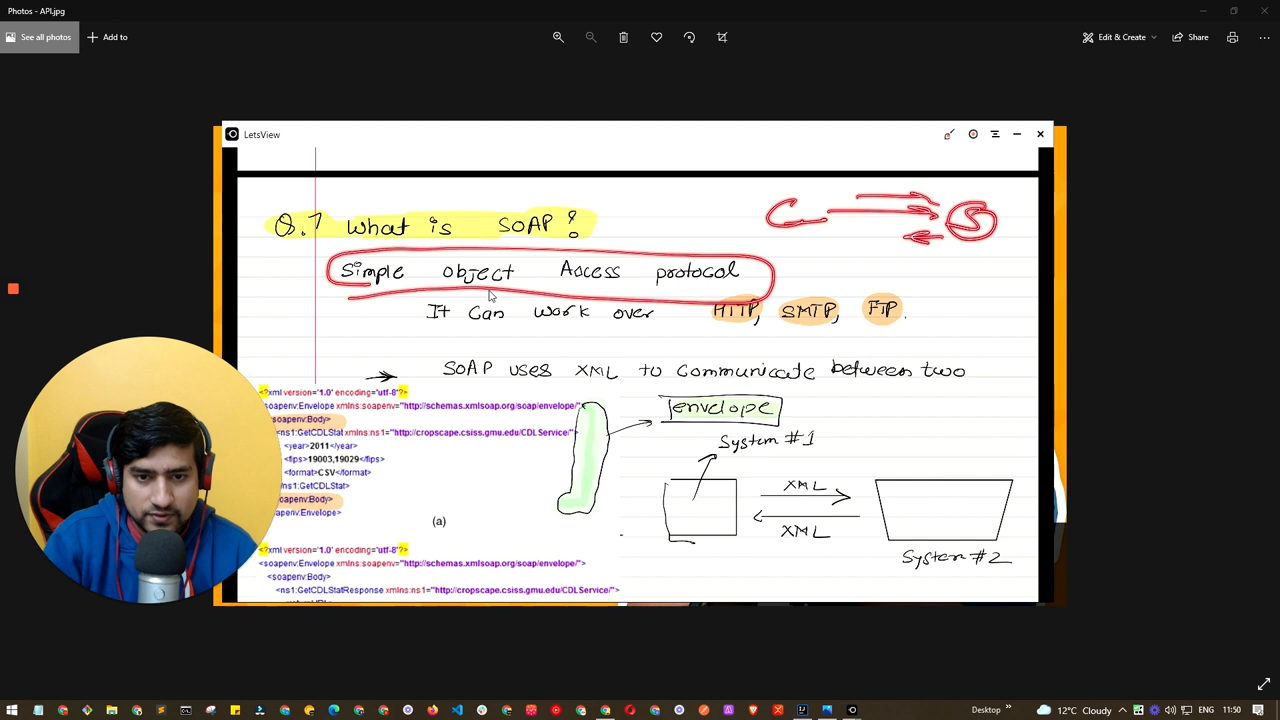 Photos - API.jpg
See all photos
Add to
Edit & Create
Share
LetsView
Q.7 What is SOAP?
C S
Simple object Access protocol
It can work over HTTP, SMTP, FTP.
SOAP uses XML to communicate between two
<?xml version='1.0' encoding='utf-8'?>
<soapenv:Envelope xmlns:soapenv="http://schemas.xmlsoap.org/soap/envelope/">
<soapenv:Body>
<ns1:GetCDLStat xmlns:ns1="http://cropscape.csiss.gmu.edu/CDLService/">
<year>2011</year>
<fips>19003,19029</fips>
<format>CSV</format>
/ns1:GetCDLStat>
soapenv:Body>
apenv:Envelope>
(a)
envelope
System #1
XML
XML
System #2
<?xml version='1.0' encoding='utf-8'?>
<soapenv:Envelope xmlns:soapenv="http://schemas.xmlsoap.org/soap/envelope/">
<soapenv:Body>
<ns1:GetCDLStatResponse xmlns:ns1="http://cropscape.csiss.gmu.edu/CDLService/">
Desktop
12°C Cloudy
ENG
11:50